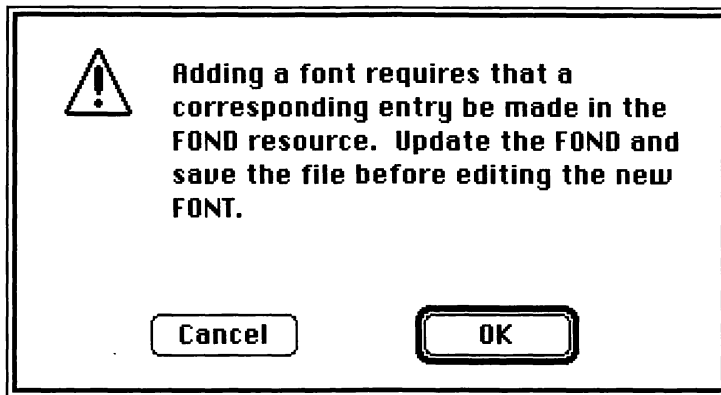 Adding a font requires that a
corresponding entry be made in the
FOND resource.  Update the FOND and
save the file before editing the new
FONT.
Cancel
OK